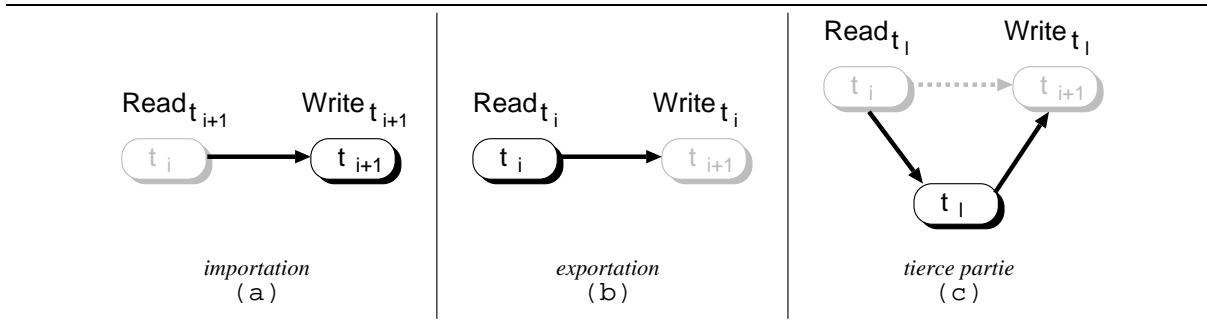 Read t i+1 Write t i+1
t i t i+1
importation
(a)
Read t i Write t i
t i t i+1
exportation
(b)
Read t l Write t l
t i t i+1
t l
tierce partie
(c)